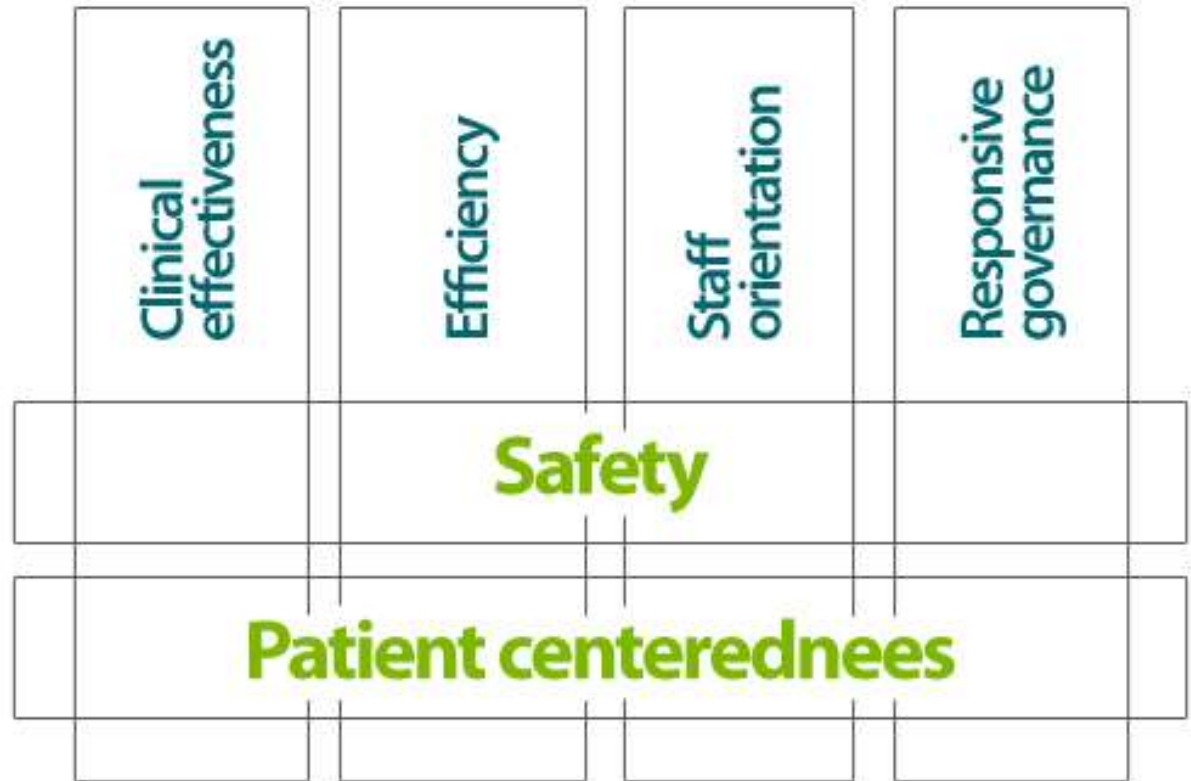 Clinical
effectiveness
Efficiency
Staff
orientation
Responsive
governance
Safety
Patient centerednees